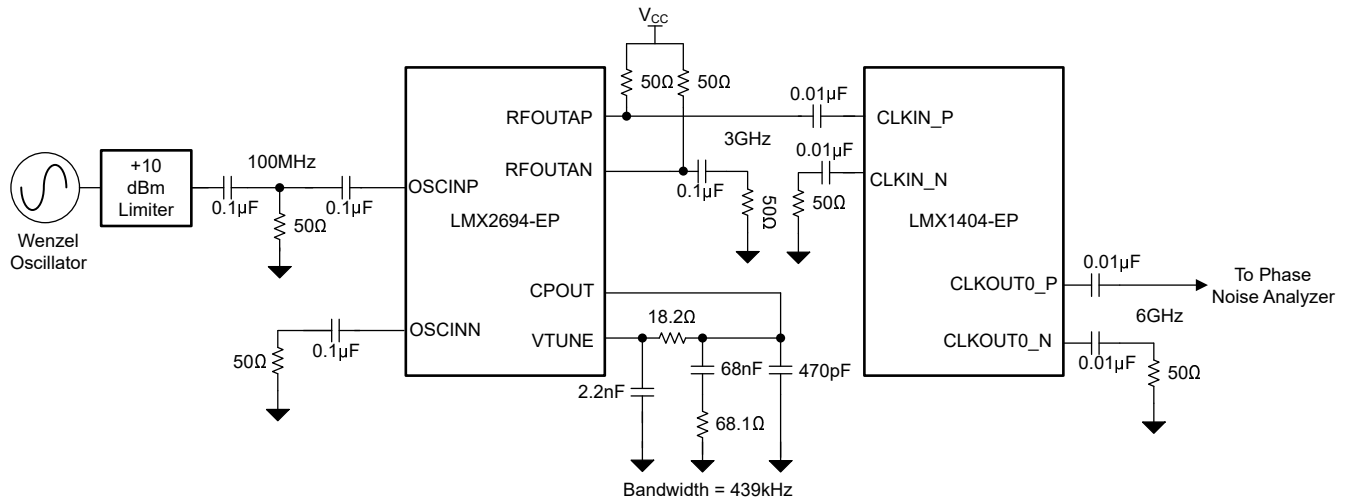 V_CC
50Ω
50Ω
0.01µF
RFOUTAP
CLKIN_P
3GHz
+10
dBm
Limiter
100MHz
RFOUTAN
0.01µF
CLKIN_N
0.1µF
0.1µF
OSCINP
0.1µF
50Ω
50Ω
50Ω
LMX2694-EP
LMX1404-EP
Wenzel
Oscillator
0.01µF
CPOUT
CLKOUT0_P
To Phase
Noise Analyzer
18.2Ω
6GHz
OSCINN
VTUNE
CLKOUT0_N
0.1µF
50Ω
0.01µF
68nF
470pF
50Ω
2.2nF
68.1Ω
Bandwidth = 439kHz